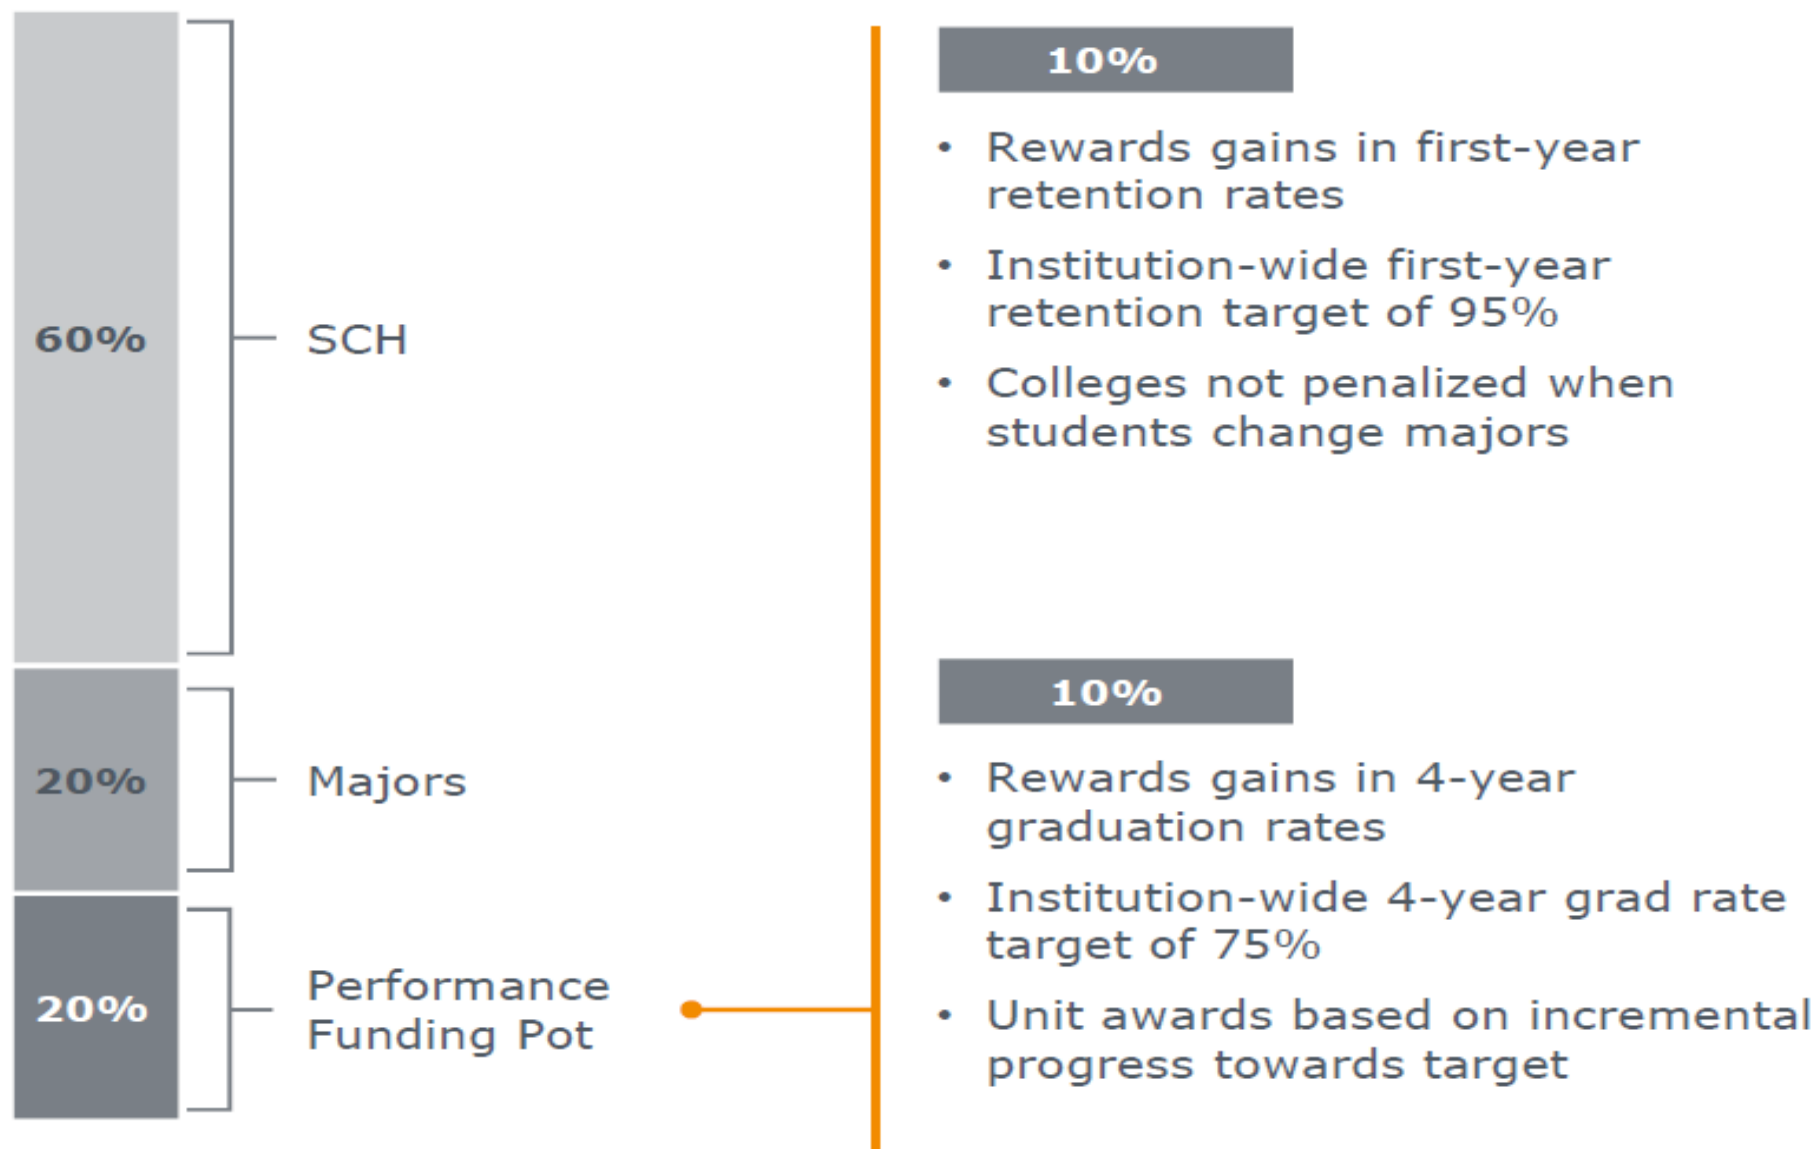 60%
SCH
20%
Majors
20%
Performance
Funding Pot
10%
• Rewards gains in first-year
retention rates
• Institution-wide first-year
retention target of 95%
• Colleges not penalized when
students change majors
10%
• Rewards gains in 4-year
graduation rates
• Institution-wide 4-year grad rate
target of 75%
• Unit awards based on incremental
progress towards target